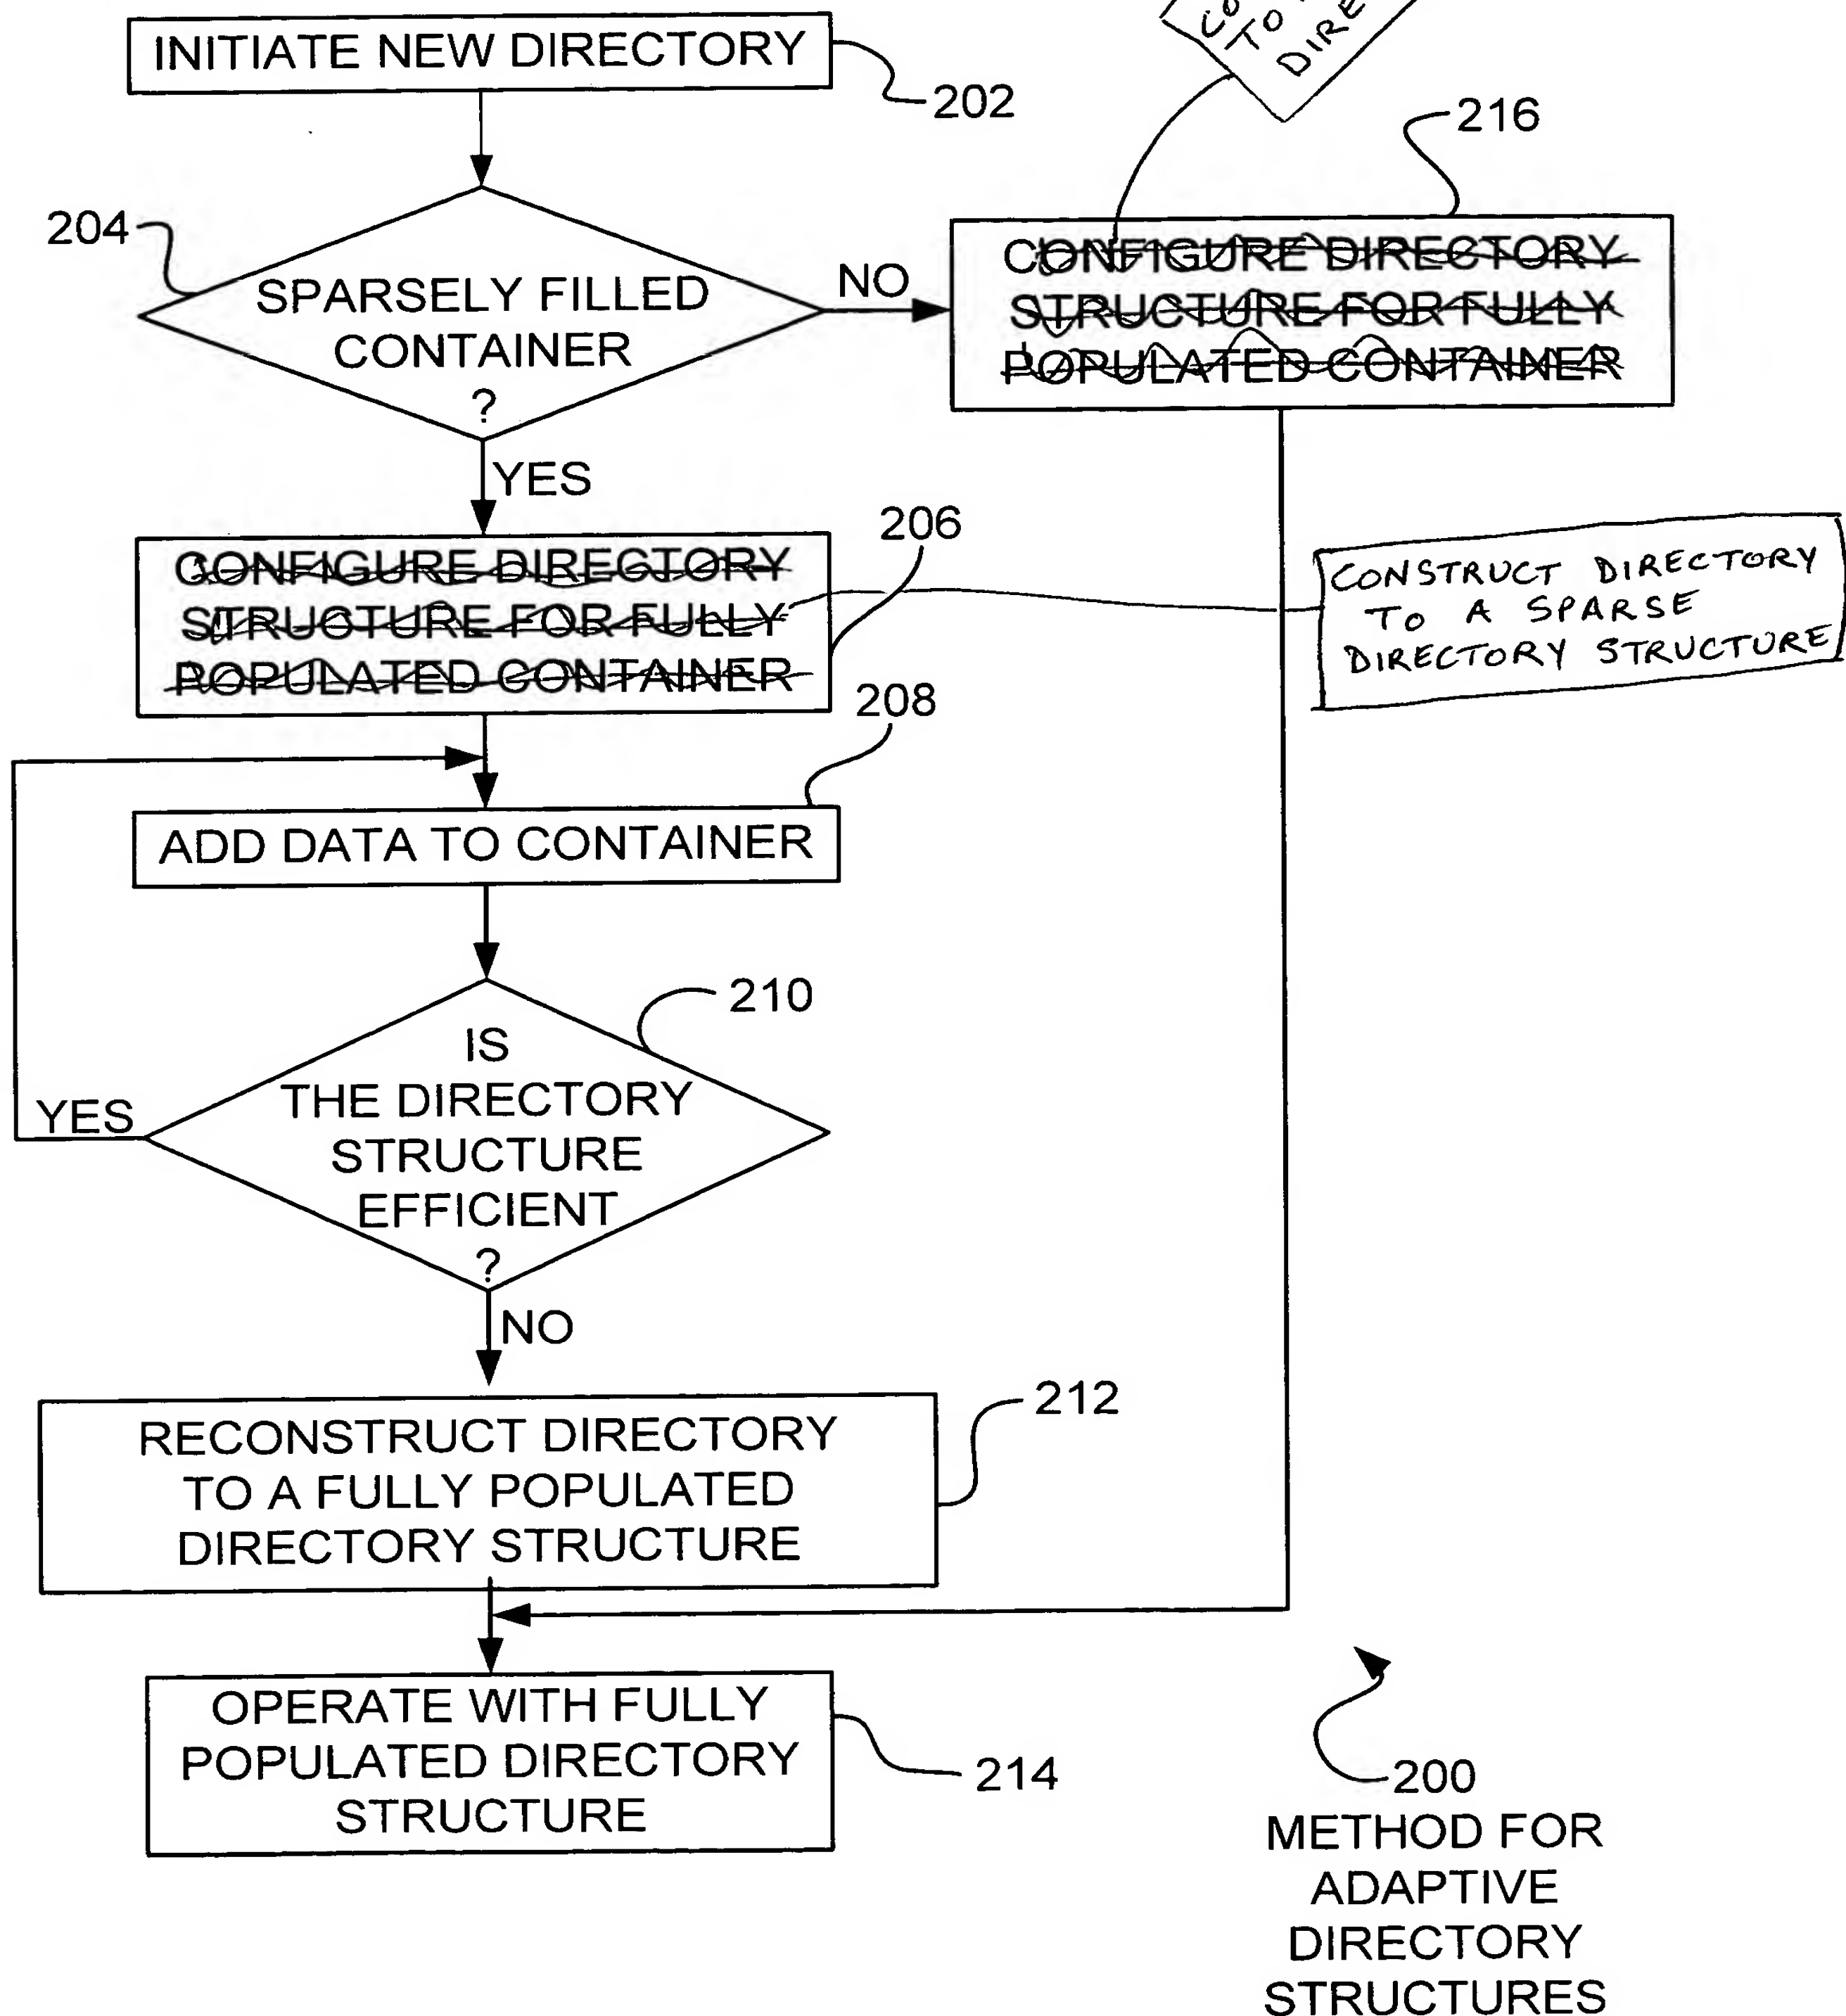 INITIATE NEW DIRECTORY
202
TO
DIRE
216
204
SPARSELY FILLED
CONTAINER
?
NO
CONFIGURE DIRECTORY
STRUCTURE FOR FULLY
POPULATED CONTAINER
YES
206
CONFIGURE DIRECTORY
STRUCTURE FOR FULLY
POPULATED CONTAINER
CONSTRUCT DIRECTORY
TO A SPARSE
DIRECTORY STRUCTURE
208
ADD DATA TO CONTAINER
210
IS
THE DIRECTORY
STRUCTURE
EFFICIENT
?
YES
NO
212
RECONSTRUCT DIRECTORY
TO A FULLY POPULATED
DIRECTORY STRUCTURE
OPERATE WITH FULLY
POPULATED DIRECTORY
STRUCTURE
214
200
METHOD FOR
ADAPTIVE
DIRECTORY
STRUCTURES